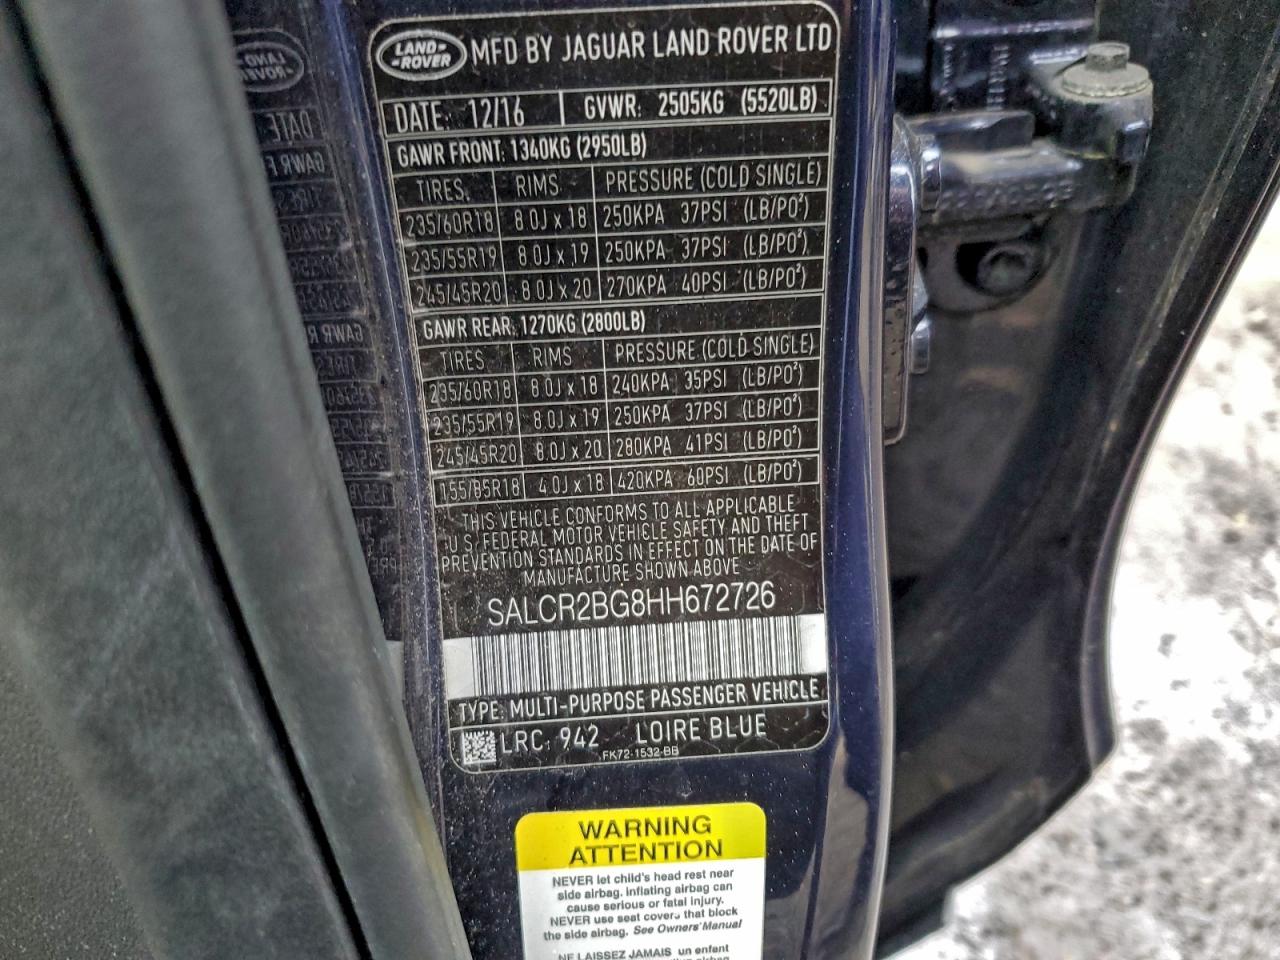 LAND-
-ROVER
MFD BY JAGUAR LAND ROVER LTD
DATE: 12/16 GVWR: 2505KG (5520LB)
GAWR FRONT: 1340KG (2950LB)
TIRES. RIMS PRESSURE (COLD SINGLE)
235/60R18 8.0J x 18 250KPA 37PSI (LB/PO²)
235/55R19 8.0J x 19 250KPA 37PSI (LB/PO²)
245/45R20 8.0J x 20 270KPA 40PSI (LB/PO²)
GAWR REAR: 1270KG (2800LB)
TIRES RIMS PRESSURE (COLD SINGLE)
235/60R18 8.0J x 18 240KPA 35PSI (LB/PO²)
235/55R19 8.0J x 19 250KPA 37PSI (LB/PO²)
245/45R20 8.0J x 20 280KPA 41PSI (LB/PO²)
155/85R18 4.0J x 18 420KPA 60PSI (LB/PO²)
THIS VEHICLE CONFORMS TO ALL APPLICABLE
U.S. FEDERAL MOTOR VEHICLE SAFETY AND THEFT
PREVENTION STANDARDS IN EFFECT ON THE DATE OF
MANUFACTURE SHOWN ABOVE
SALCR2BG8HH672726
TYPE: MULTI-PURPOSE PASSENGER VEHICLE
LRC: 942 LOIRE BLUE
FK72-1532-BB
WARNING
ATTENTION
NEVER let child's head rest near
side airbag, inflating airbag can
cause serious or fatal injury.
NEVER use seat covers that block
the side airbag. See Owners' Manual
NE LAISSEZ JAMAIS un enfant